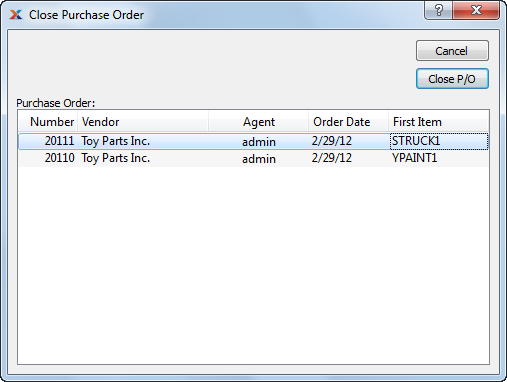 Close Purchase Order
Cancel
Close P/O
Purchase Order:
Number Vendor Agent Order Date First Item
20111 Toy Parts Inc. admin 2/29/12 STRUCK1
20110 Toy Parts Inc. admin 2/29/12 YPAINT1